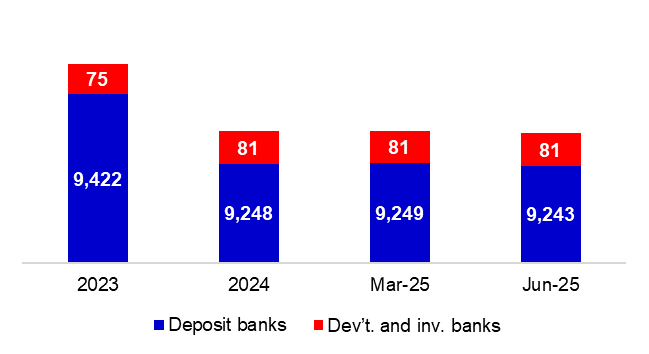 75
81
81
81
9,422
9,248
9,249
9,243
2023
2024
Mar-25
Jun-25
Deposit banks
Dev't. and inv. banks